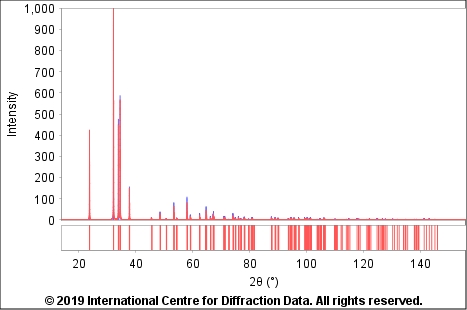 1,000
900
800
700
600
500
400
300
200
100
0
Intensity
20 40 60 80 100 120 140
2θ (°)
© 2019 International Centre for Diffraction Data. All rights reserved.